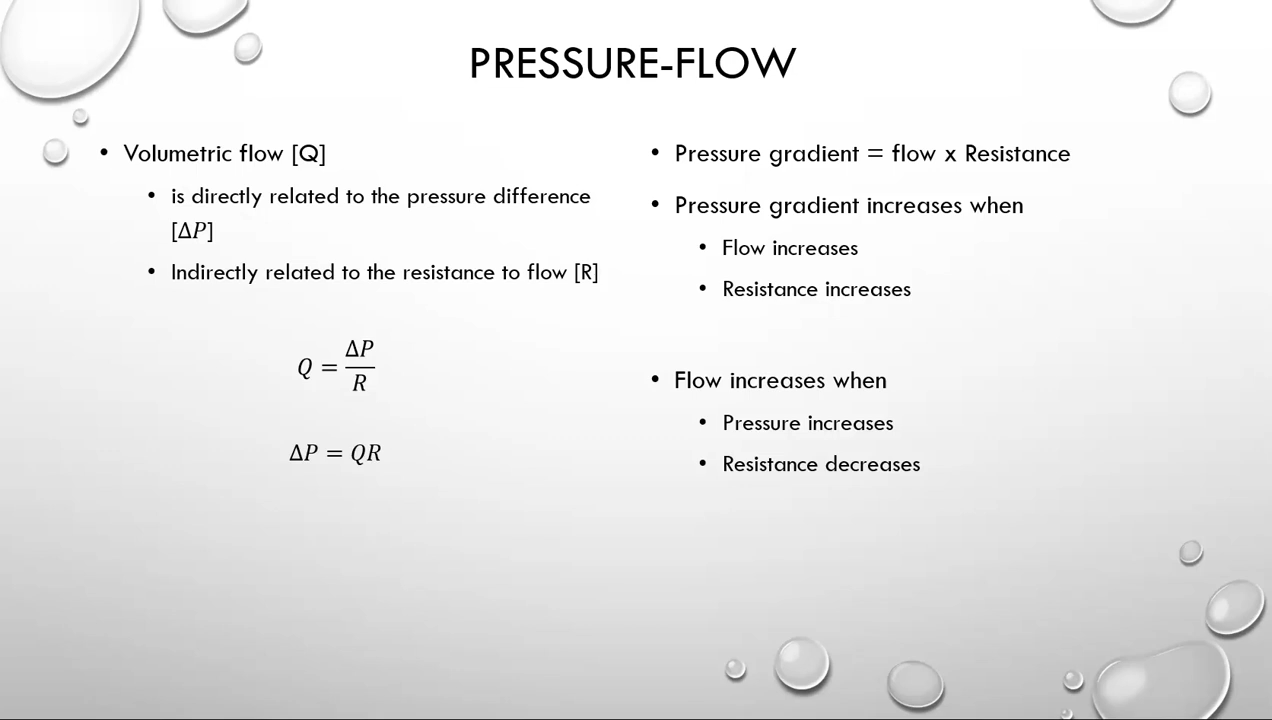 PRESSURE-FLOW
• Volumetric flow [Q]
• is directly related to the pressure difference
[ΔP]
• Indirectly related to the resistance to flow [R]
Q = ΔP/R
ΔP = QR
• Pressure gradient = flow x Resistance
• Pressure gradient increases when
• Flow increases
• Resistance increases
• Flow increases when
• Pressure increases
• Resistance decreases